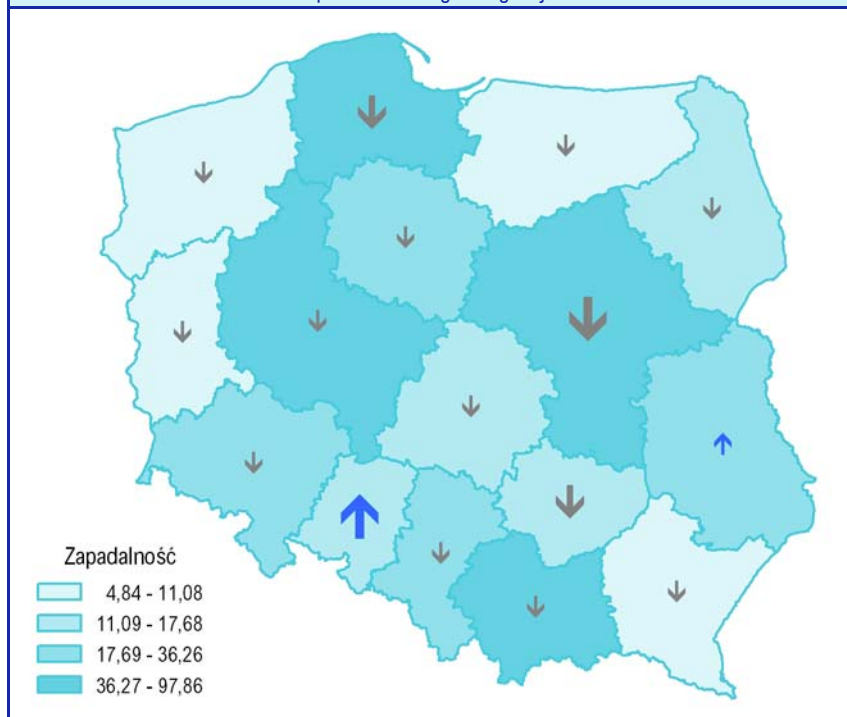 Zapadalność
4,84 - 11,08
11,09 - 17,68
17,69 - 36,26
36,27 - 97,86